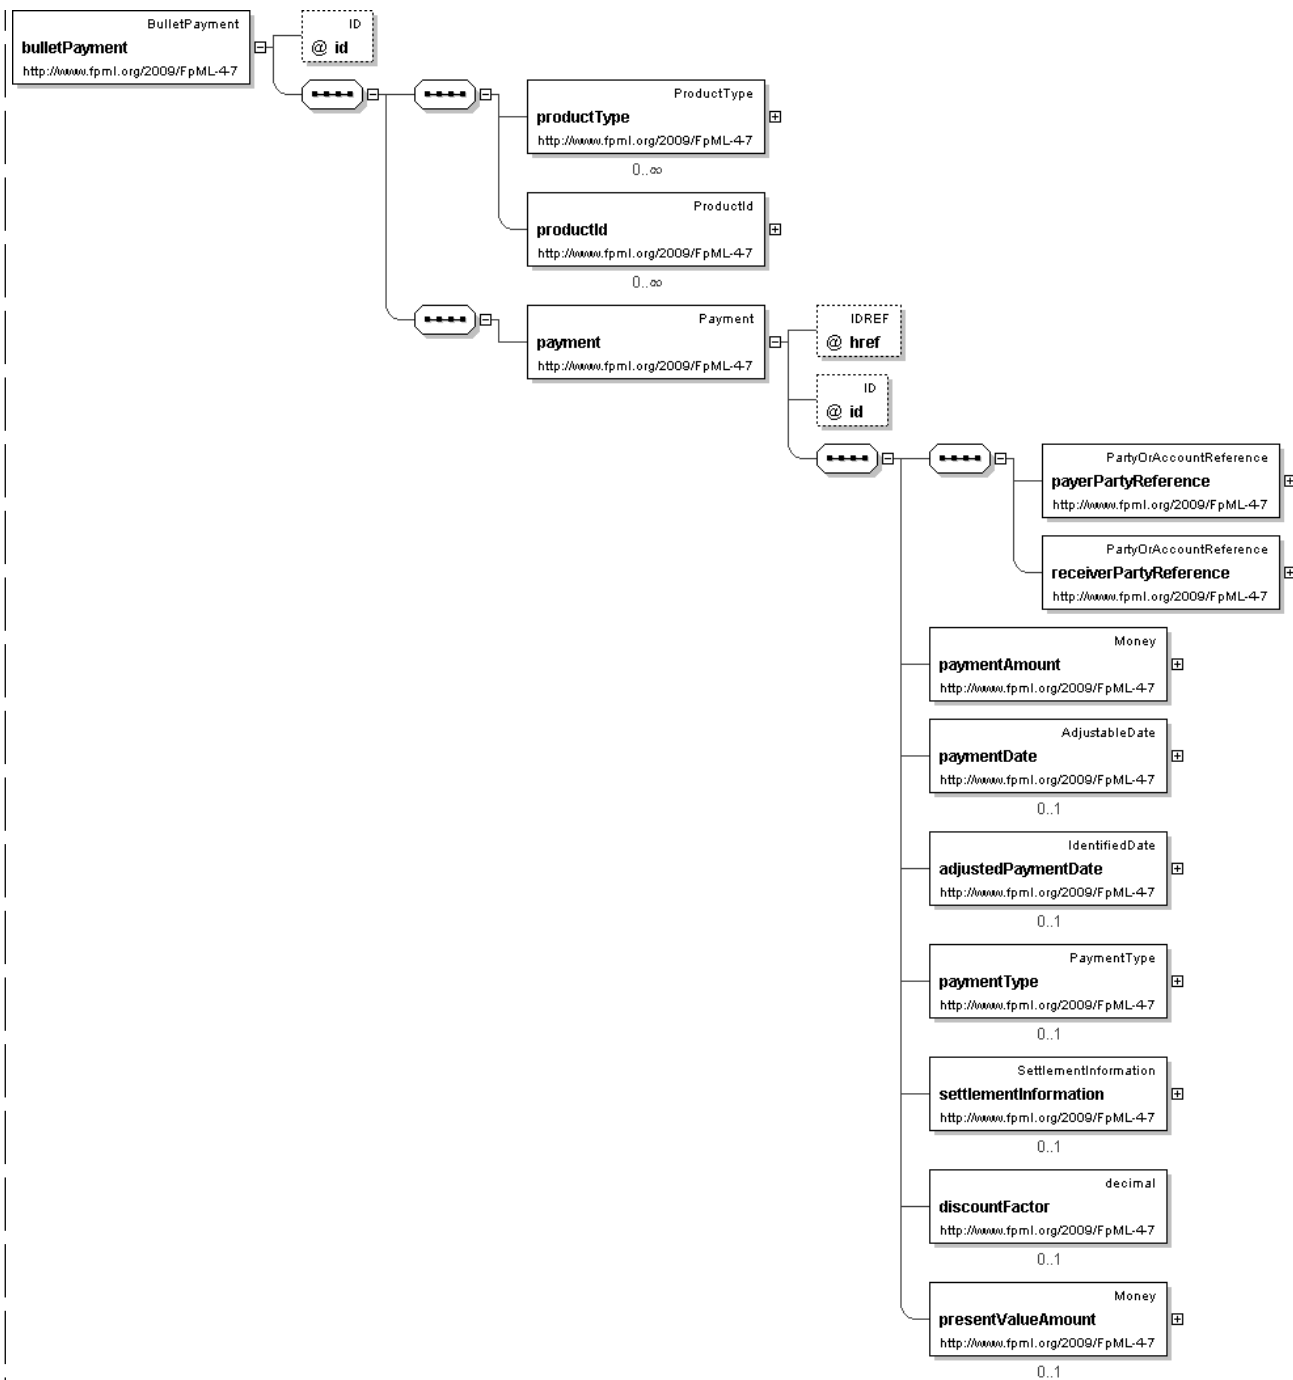 BulletPayment
bulletPayment
http://www.fpml.org/2009/FpML-4-7
ID
@ id
ProductType
productType
http://www.fpml.org/2009/FpML-4-7
0..∞
ProductId
productId
http://www.fpml.org/2009/FpML-4-7
0..∞
Payment
payment
http://www.fpml.org/2009/FpML-4-7
IDREF
@ href
ID
@ id
PartyOrAccountReference
payerPartyReference
http://www.fpml.org/2009/FpML-4-7
PartyOrAccountReference
receiverPartyReference
http://www.fpml.org/2009/FpML-4-7
Money
paymentAmount
http://www.fpml.org/2009/FpML-4-7
AdjustableDate
paymentDate
http://www.fpml.org/2009/FpML-4-7
0..1
IdentifiedDate
adjustedPaymentDate
http://www.fpml.org/2009/FpML-4-7
0..1
PaymentType
paymentType
http://www.fpml.org/2009/FpML-4-7
0..1
SettlementInformation
settlementInformation
http://www.fpml.org/2009/FpML-4-7
0..1
decimal
discountFactor
http://www.fpml.org/2009/FpML-4-7
0..1
Money
presentValueAmount
http://www.fpml.org/2009/FpML-4-7
0..1